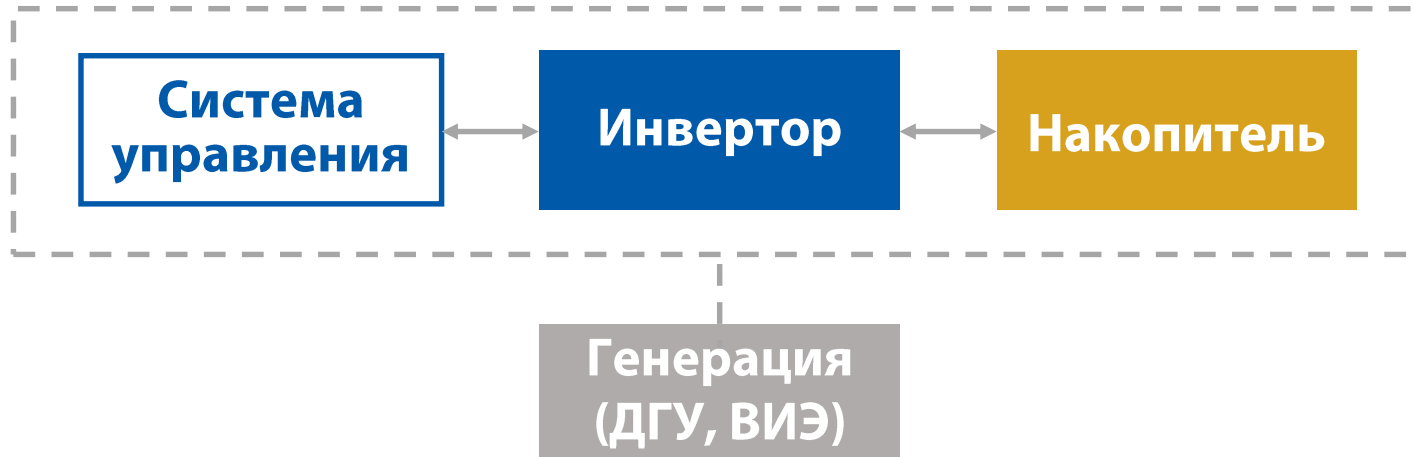 Система
управления
Инвертор
Накопитель
Генерация
(ДГУ, ВИЭ)